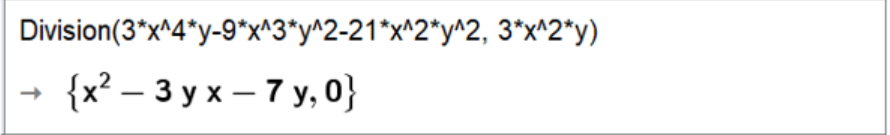 Division(3*x^4*y-9*x^3*y^2-21*x^2*y^2, 3*x^2*y)
→ {x² – 3 y x – 7 y, 0}